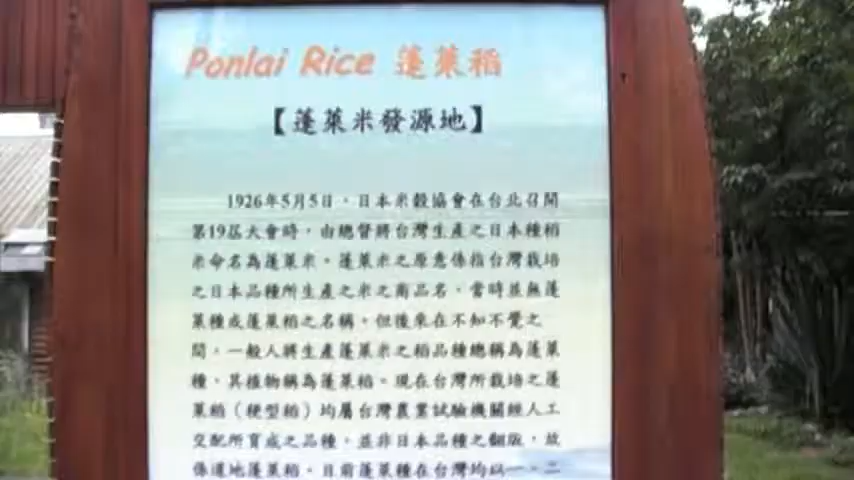 Ponlai Rice 蓬萊稻
【蓬萊米發源地】
1926年5月5日，日本米穀協會在台北召開
第19屆大會時，由總督將台灣生產之日本種稻
米命名為蓬萊米。蓬萊米之原意係指台灣栽培
之日本品種所生產之米之商品名，當時並無蓬
萊種或蓬萊稻之名稱。但後來在不知不覺之
間，一般人將生產蓬萊米之稻品種總稱為蓬萊
種，其植物稱為蓬萊稻。現在台灣所栽培之蓬
萊稻（粳型稻）均屬台灣農業試驗機關經人工
交配所育成之品種，並非日本品種之翻版，故
係道地蓬萊稻。目前蓬萊種在台灣均以一、二